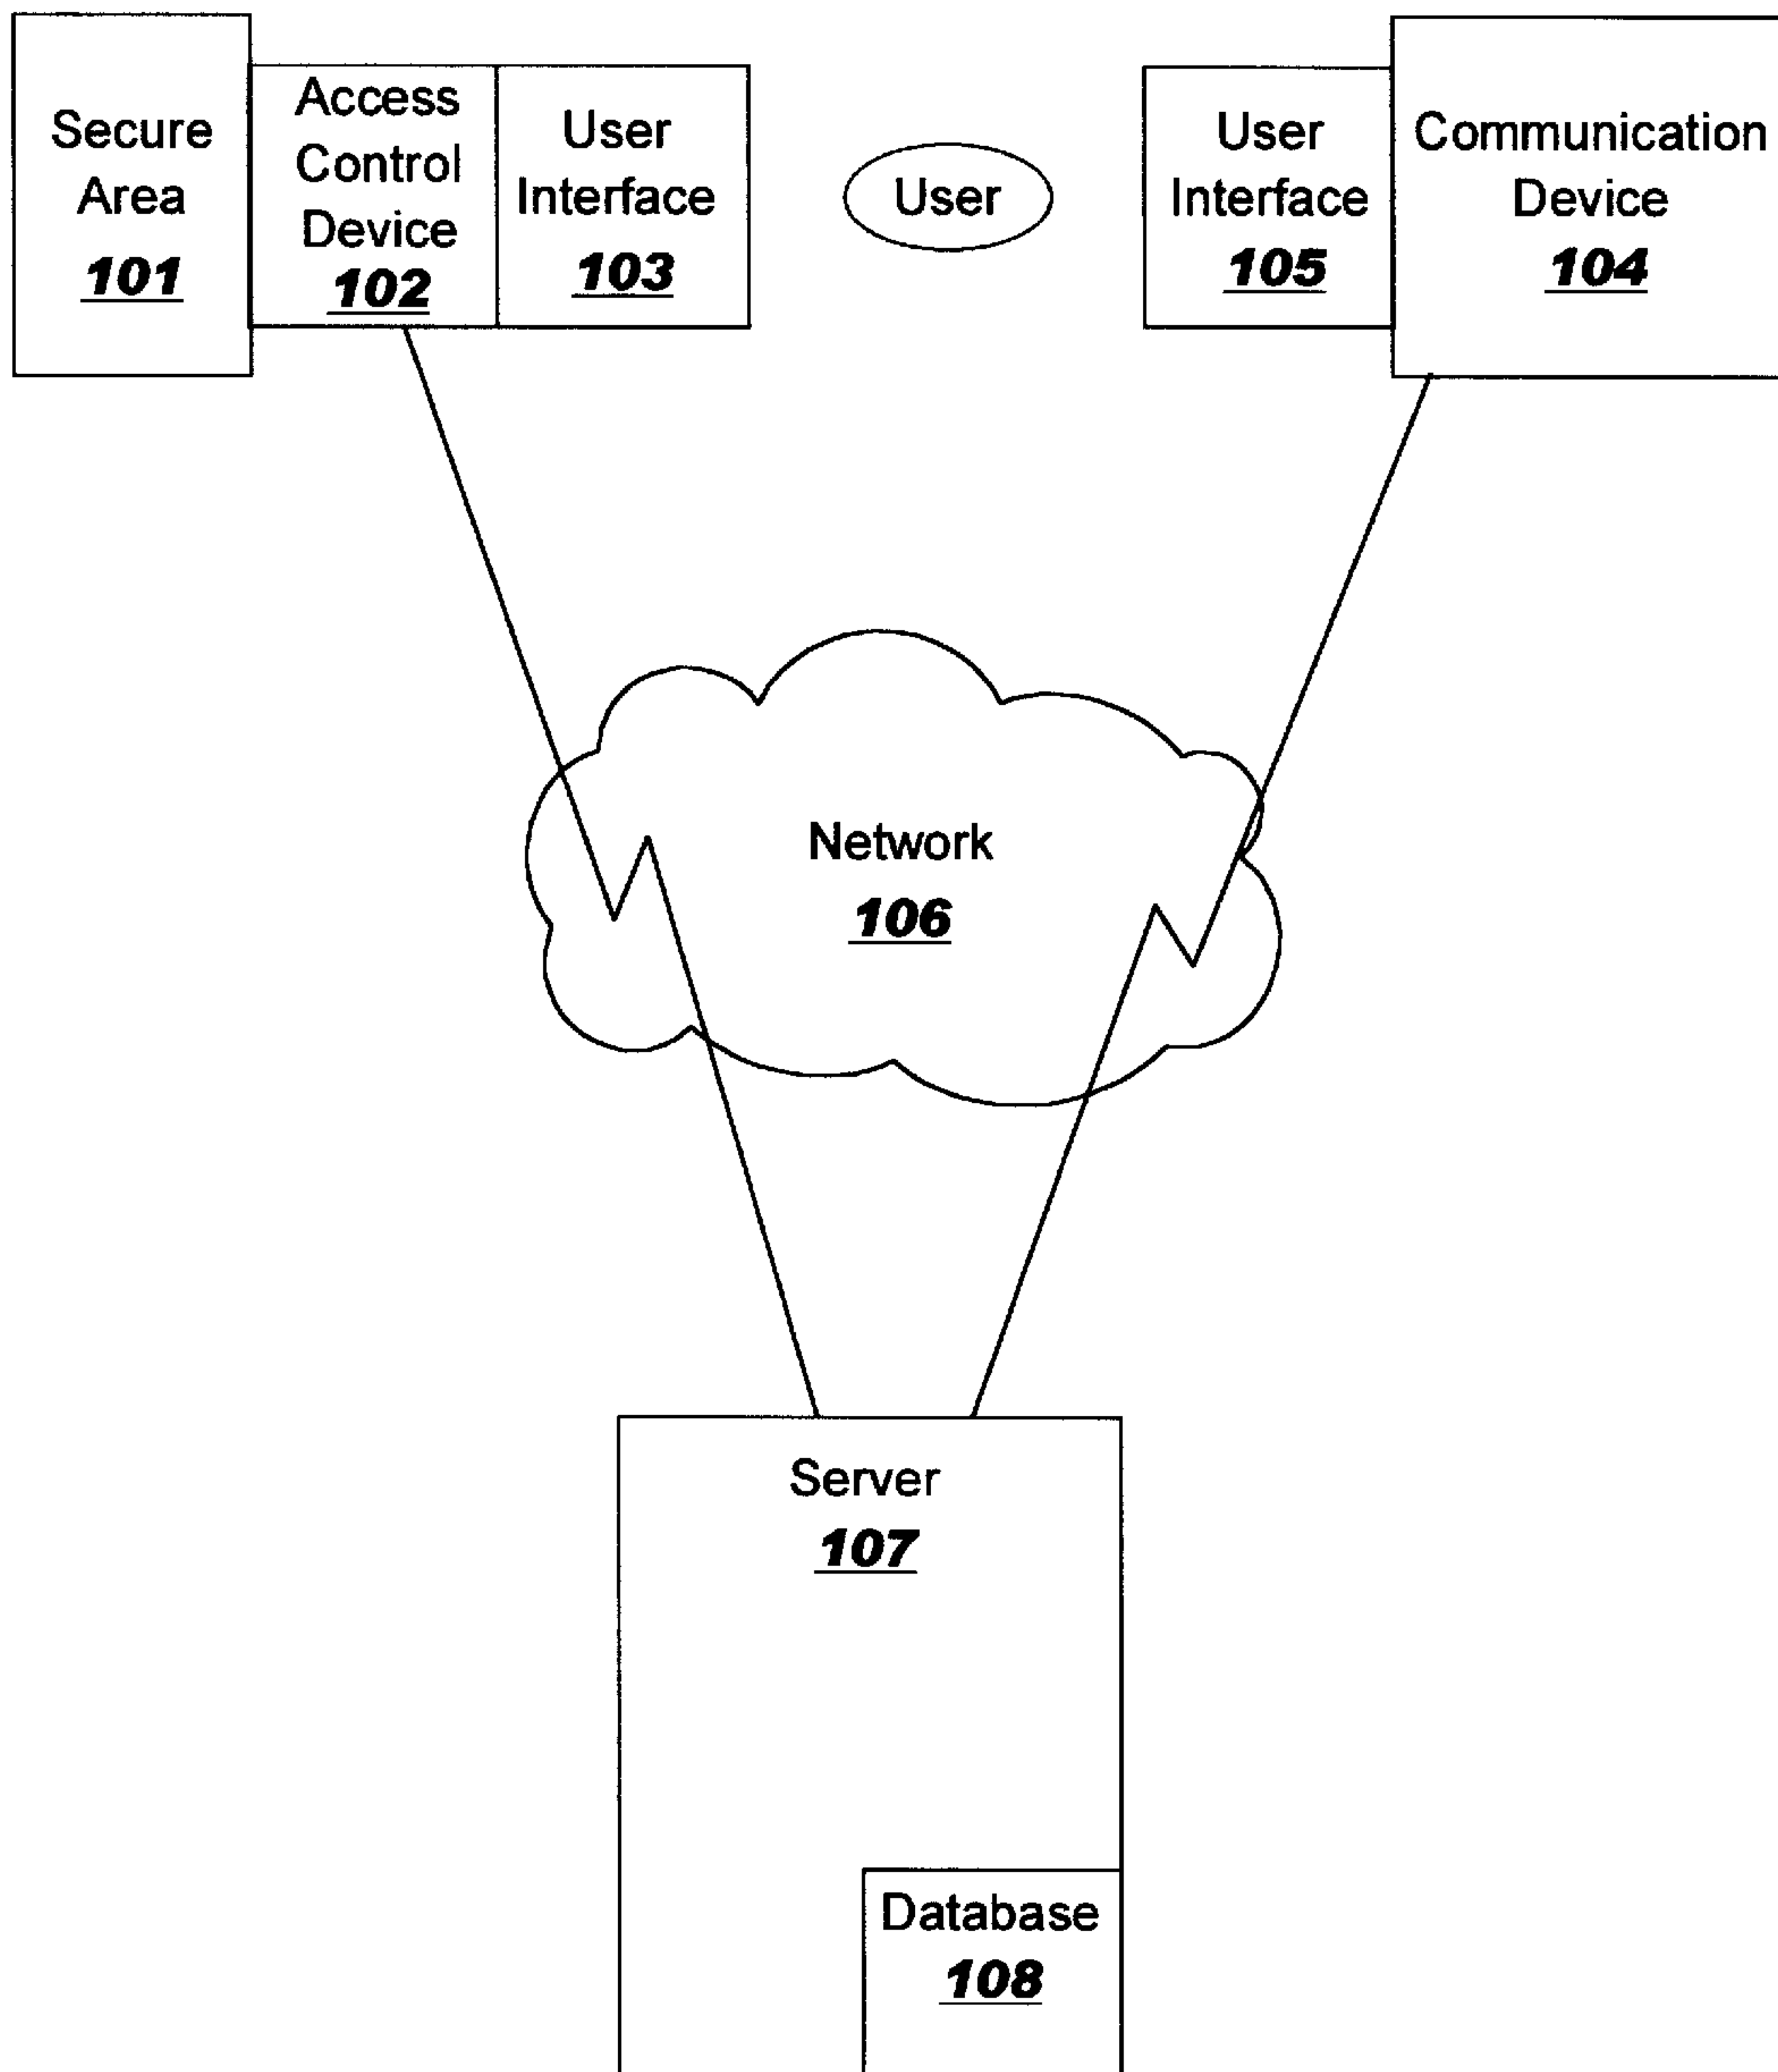 Secure
Area
101
Access
Control
Device
102
User
Interface
103
User
User
Interface
105
Communication
Device
104
Network
106
Server
107
Database
108